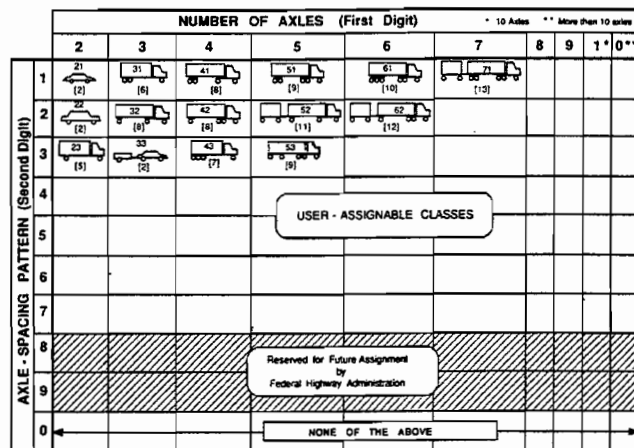 NUMBER OF AXLES (First Digit) * 10 Axles ** More than 10 axles
2 3 4 5 6 7 8 9 1* 0**
AXLE - SPACING PATTERN (Second Digit)
1 21 31 41 51 61 71
[2] [6] [8] [9] [10] [13]
2 22 32 42 52 62
[2] [8] [8] [11] [12]
3 23 33 43 53
[5] [2] [7] [9]
4
USER - ASSIGNABLE CLASSES
5
6
7
8
Reserved for Future Assignment
by
Federal Highway Administration
9
0 NONE OF THE ABOVE